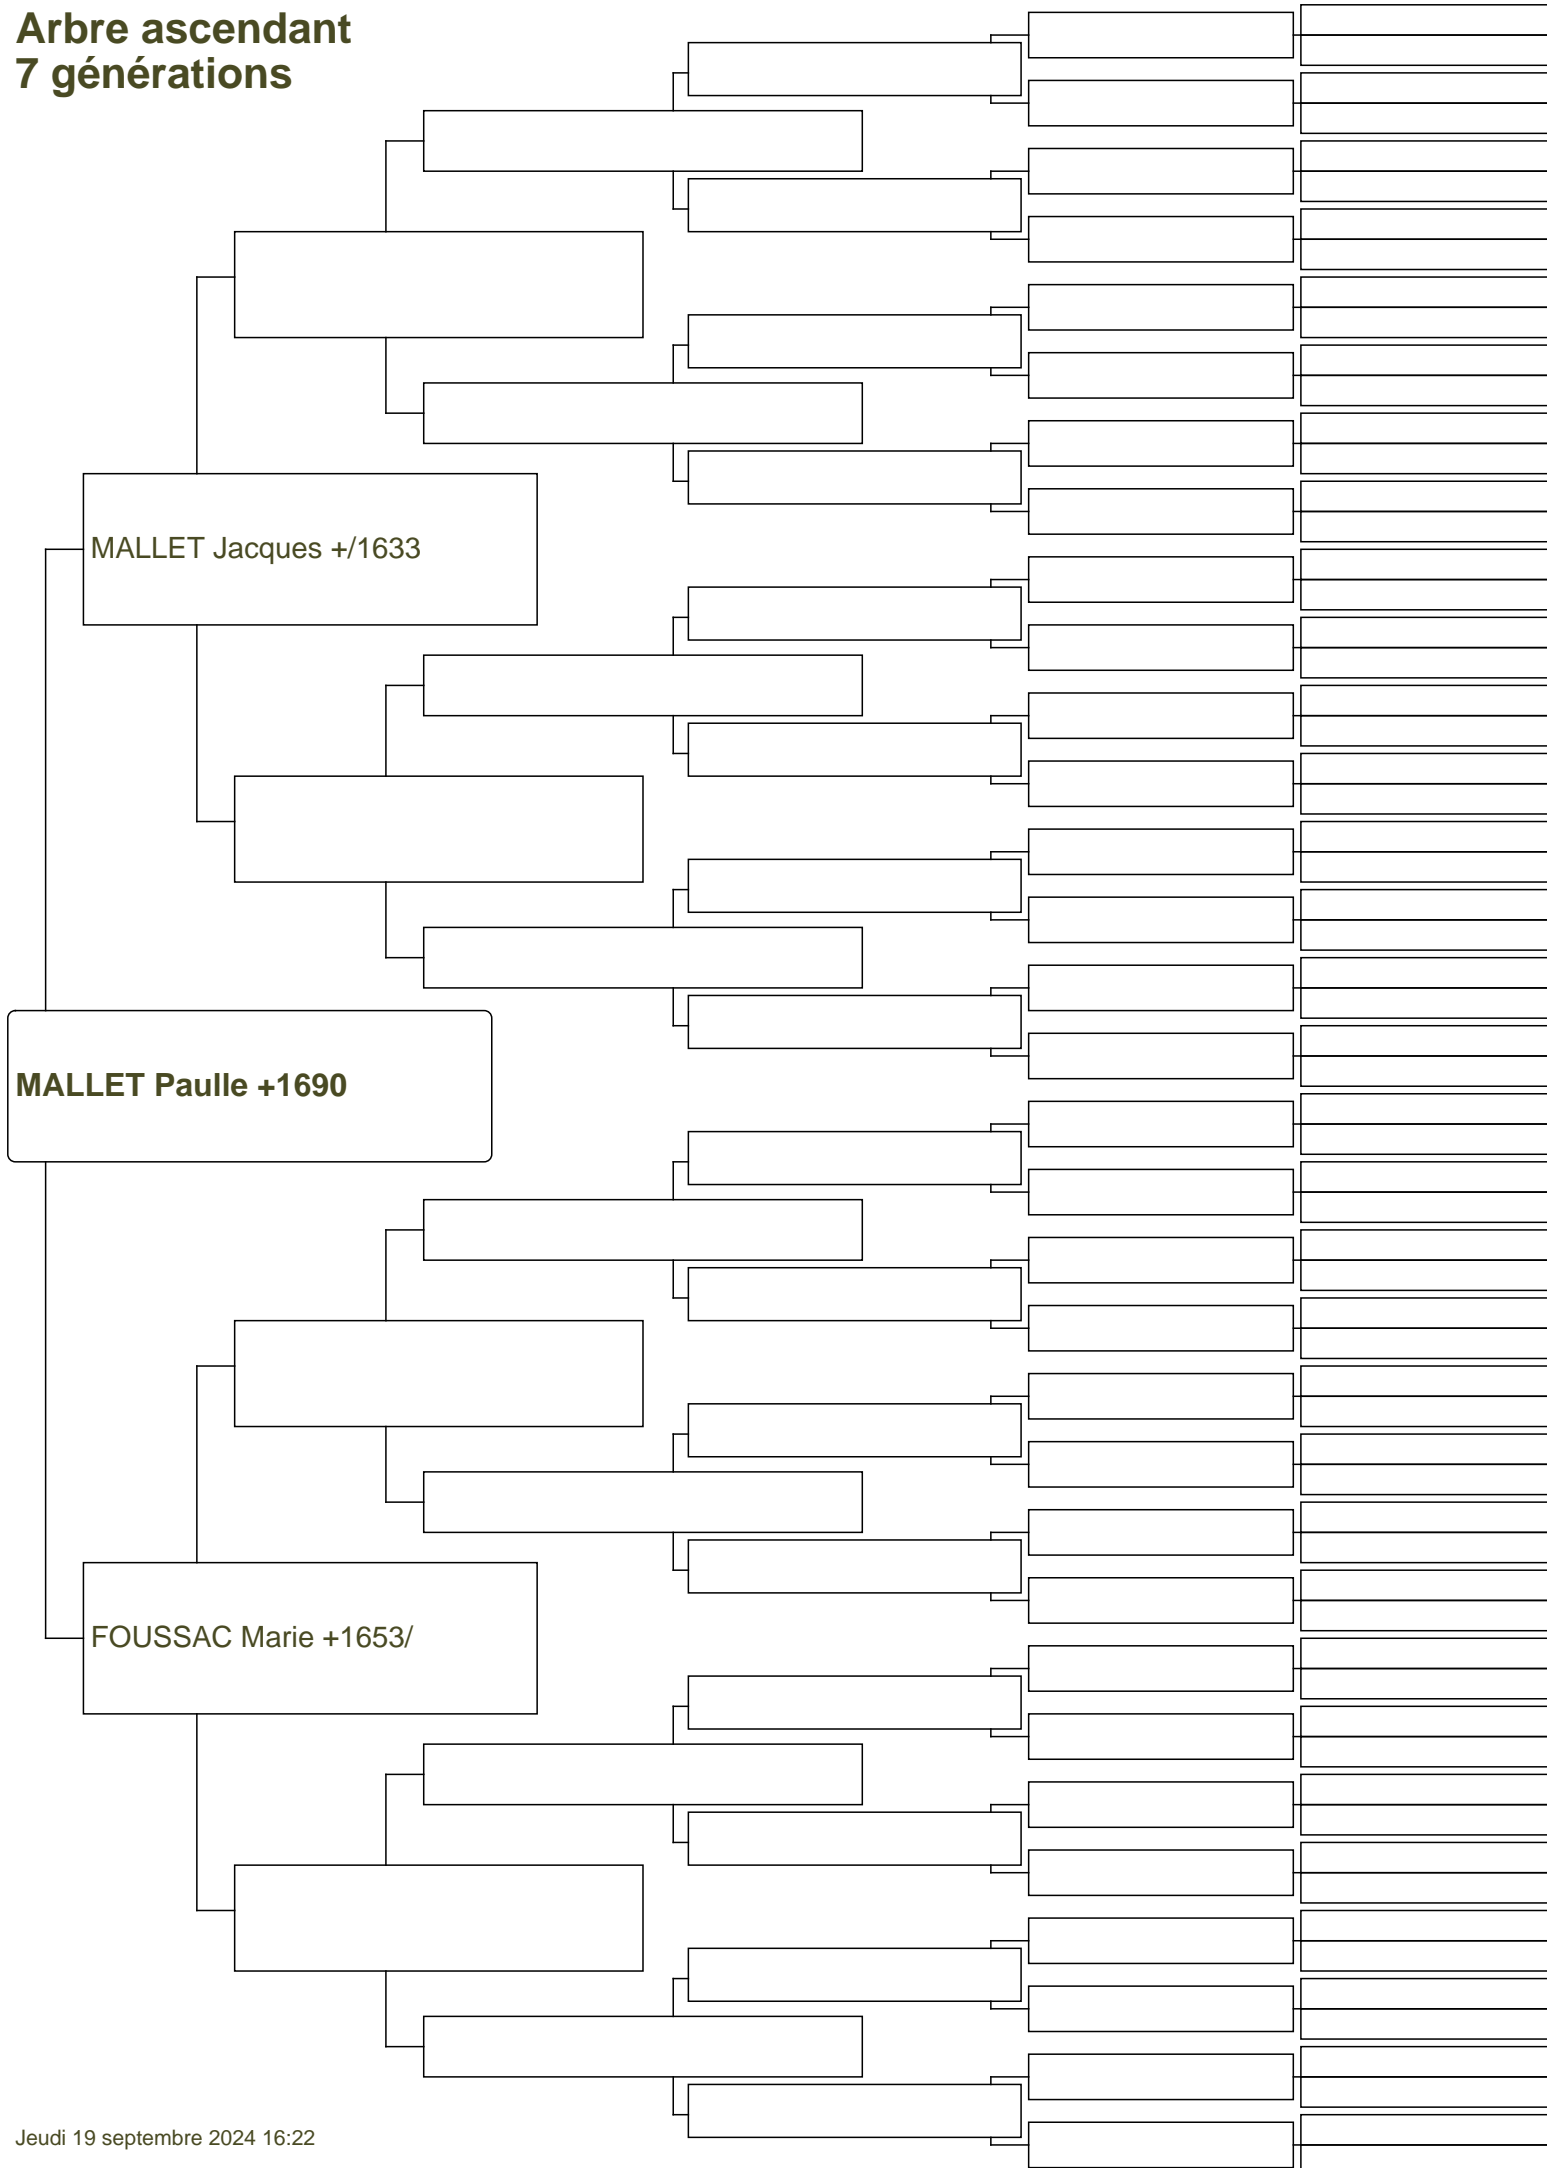 Arbre ascendant
7 générations
MALLET Jacques +/1633
MALLET Paulle +1690
FOUSSAC Marie +1653/
Jeudi 19 septembre 2024 16:22